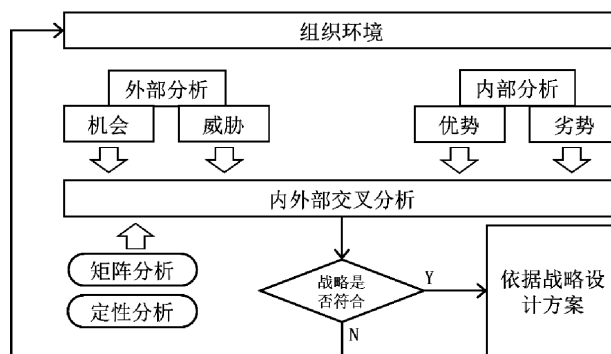 组织环境
外部分析
内部分析
机会
威胁
优势
劣势
内外部交叉分析
矩阵分析
定性分析
战略是
否符合
Y
N
依据战略设
计方案